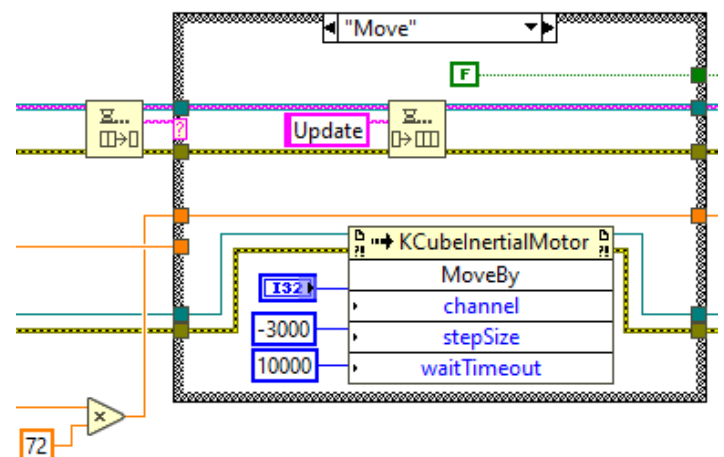 "Move"
F
?
Update
KCubeInertialMotor
MoveBy
I32
channel
-3000
stepSize
10000
waitTimeout
×
72